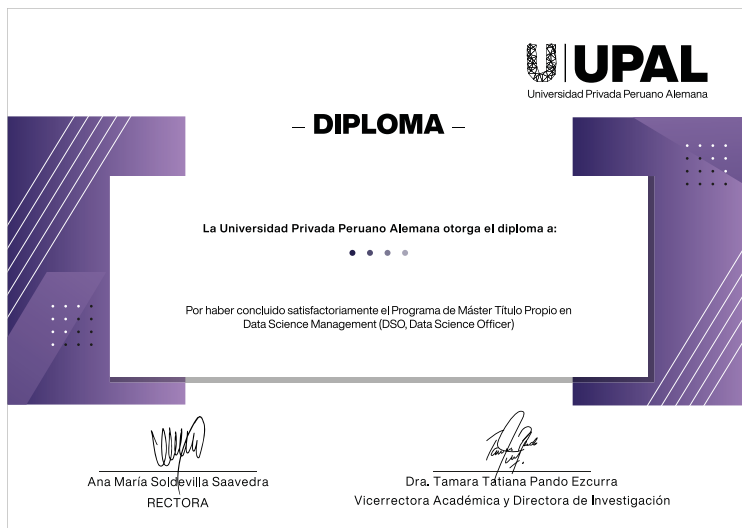 UPAL
Universidad Privada Peruano Alemana
– DIPLOMA –
La Universidad Privada Peruano Alemana otorga el diploma a:
Por haber concluido satisfactoriamente el Programa de Máster Título Propio en
Data Science Management (DSO, Data Science Officer)
Ana María Soldevilla Saavedra
RECTORA
Dra. Tamara Tatiana Pando Ezcurra
Vicerrectora Académica y Directora de Investigación